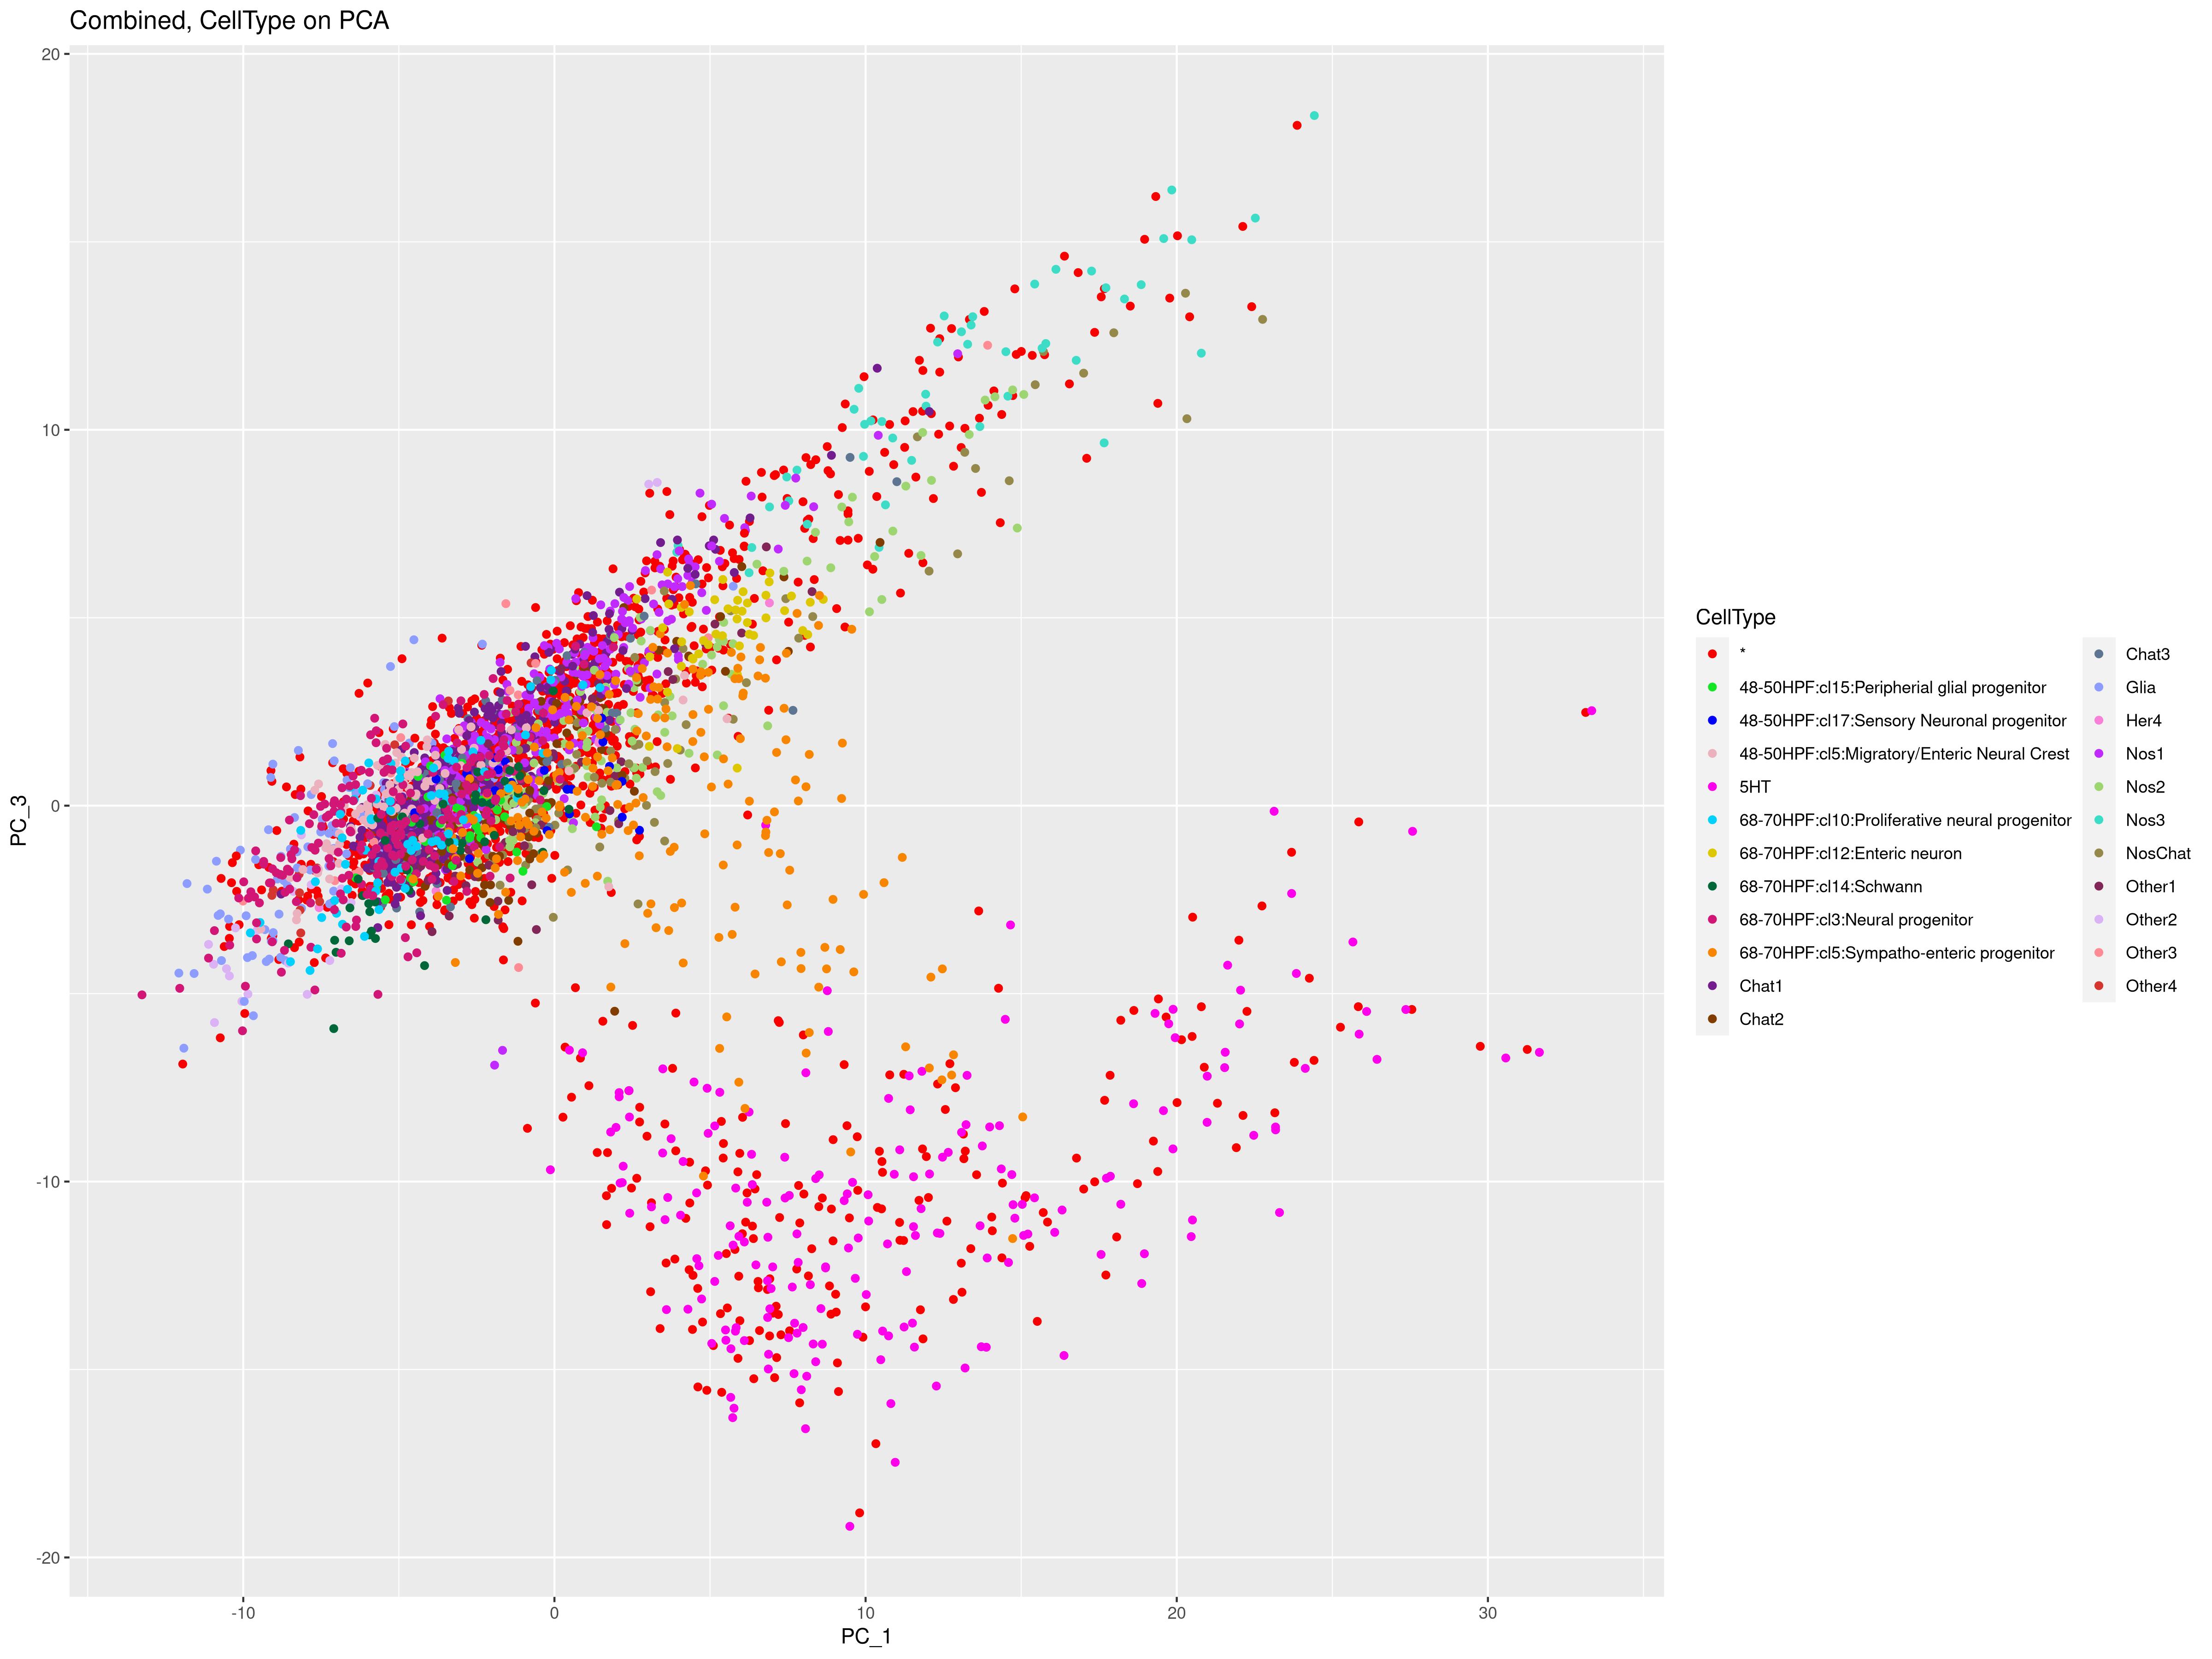 Combined, CellType on PCA
20
10
0
-10
-20
PC_3
-10
0
10
20
30
PC_1
CellType
*
48-50HPF:cl15:Peripherial glial progenitor
48-50HPF:cl17:Sensory Neuronal progenitor
48-50HPF:cl5:Migratory/Enteric Neural Crest
5HT
68-70HPF:cl10:Proliferative neural progenitor
68-70HPF:cl12:Enteric neuron
68-70HPF:cl14:Schwann
68-70HPF:cl3:Neural progenitor
68-70HPF:cl5:Sympatho-enteric progenitor
Chat1
Chat2
Chat3
Glia
Her4
Nos1
Nos2
Nos3
NosChat
Other1
Other2
Other3
Other4